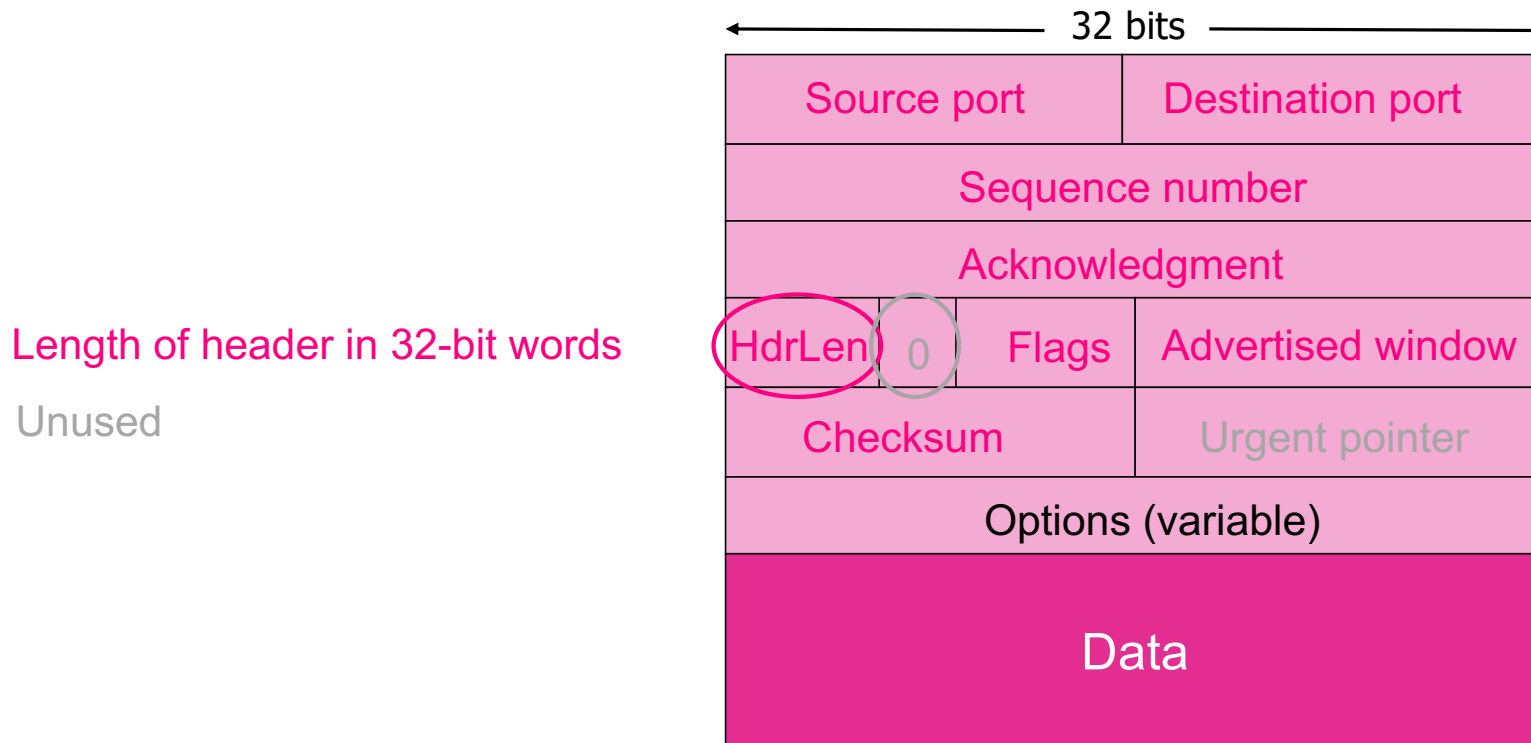 32 bits
Source port
Destination port
Sequence number
Acknowledgment
Length of header in 32-bit words
HdrLen
0
Flags
Advertised window
Unused
Checksum
Urgent pointer
Options (variable)
Data